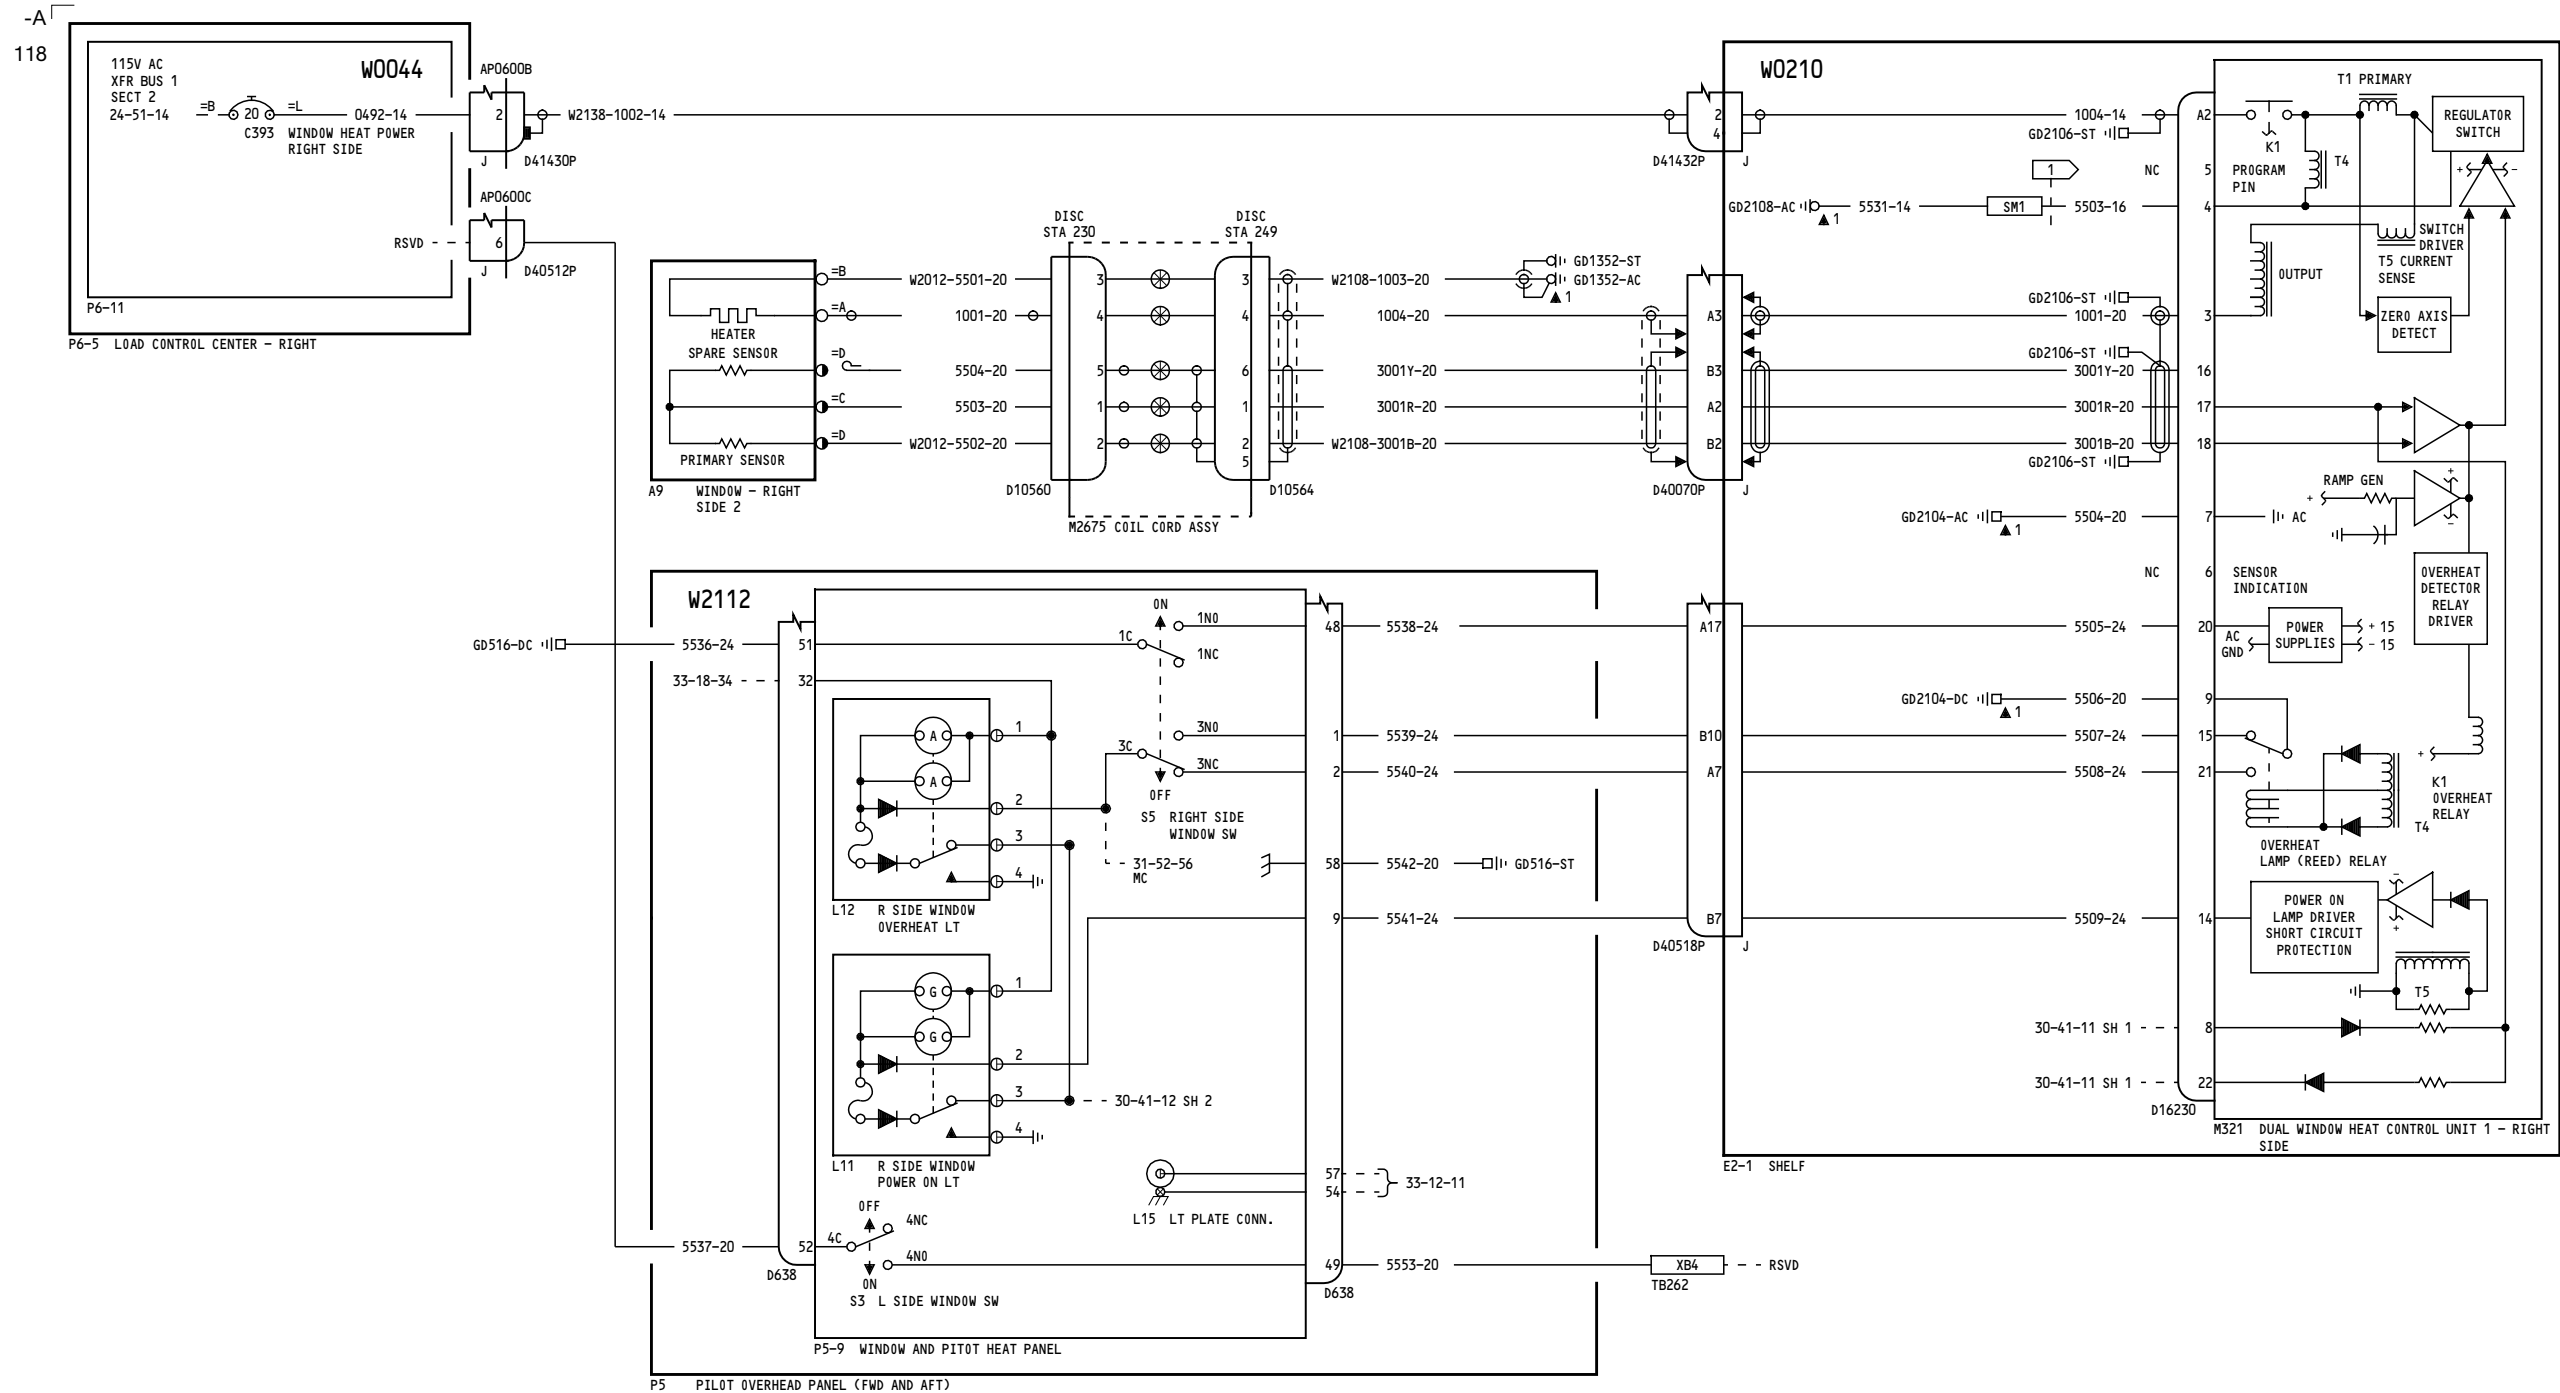 -A
118
115V AC
XFR BUS 1
SECT 2
24-51-14
=B
20
=L
0492-14
C393
WINDOW HEAT POWER
RIGHT SIDE
W0044
RSVD
P6-11
P6-5 LOAD CONTROL CENTER - RIGHT
AP0600B
2
J
D41430P
W2138-1002-14
AP0600C
6
J
D40512P
HEATER
SPARE SENSOR
PRIMARY SENSOR
=B
=A
=D
=C
=D
A9 WINDOW - RIGHT
SIDE 2
W2012-5501-20
1001-20
5504-20
5503-20
W2012-5502-20
DISC
STA 230
3
4
5
1
2
D10560
DISC
STA 249
3
4
6
1
2
5
D10564
M2675 COIL CORD ASSY
W2108-1003-20
GD1352-ST
GD1352-AC
1
1004-20
3001Y-20
3001R-20
W2108-3001B-20
2
4
D41432P
J
A3
B3
A2
B2
D40070P
J
W0210
1004-14
GD2106-ST
1
NC
GD2108-AC
1
5531-14
SM1
5503-16
GD2106-ST
1001-20
GD2106-ST
3001Y-20
3001R-20
3001B-20
GD2106-ST
GD2104-AC
1
5504-20
NC
5505-24
GD2104-DC
1
5506-20
5507-24
5508-24
5509-24
30-41-11 SH 1
30-41-11 SH 1
A2
5
4
3
16
17
18
7
6
20
9
15
21
14
8
22
D16230
K1
PROGRAM
PIN
T4
T1 PRIMARY
REGULATOR
SWITCH
+
-
SWITCH
DRIVER
T5 CURRENT
SENSE
OUTPUT
ZERO AXIS
DETECT
RAMP GEN
+
+
-
AC
SENSOR
INDICATION
OVERHEAT
DETECTOR
RELAY
DRIVER
AC
GND
POWER
SUPPLIES
+ 15
- 15
+
K1
OVERHEAT
RELAY
T4
OVERHEAT
LAMP (REED) RELAY
POWER ON
LAMP DRIVER
SHORT CIRCUIT
PROTECTION
-
+
T5
M321 DUAL WINDOW HEAT CONTROL UNIT 1 - RIGHT
SIDE
E2-1 SHELF
W2112
GD516-DC
5536-24
51
33-18-34
32
1C
ON
1NO
1NC
3C
3NO
3NC
OFF
S5 RIGHT SIDE
WINDOW SW
31-52-56
MC
A
A
1
2
3
4
L12 R SIDE WINDOW
OVERHEAT LT
G
G
1
2
3
4
30-41-12 SH 2
L11 R SIDE WINDOW
POWER ON LT
L15 LT PLATE CONN.
5537-20
52
D638
4C
OFF
4NC
4NO
ON
S3 L SIDE WINDOW SW
48
5538-24
1
5539-24
2
5540-24
58
5542-20
GD516-ST
9
5541-24
57
54
33-12-11
49
5553-20
D638
A17
B10
A7
B7
D40518P
J
XB4
TB262
RSVD
P5-9 WINDOW AND PITOT HEAT PANEL
P5 PILOT OVERHEAD PANEL (FWD AND AFT)